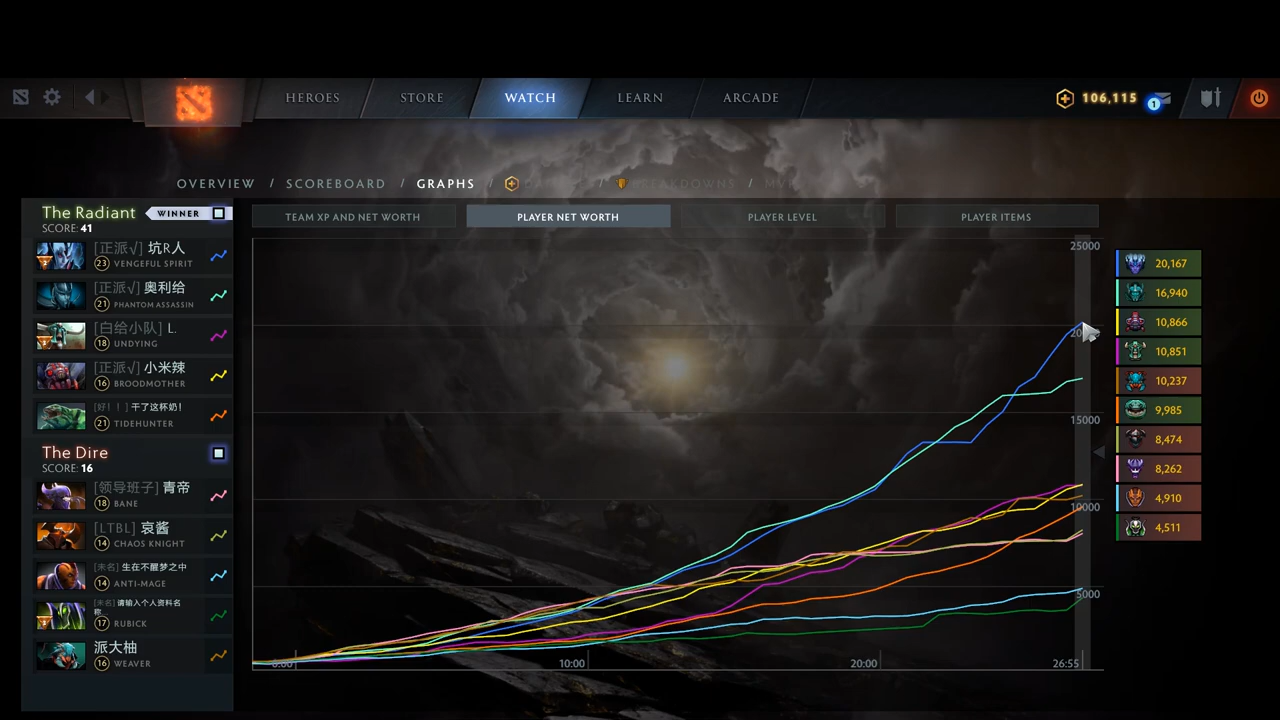 HEROES
STORE
WATCH
LEARN
ARCADE
106,115
1
OVERVIEW / SCOREBOARD / GRAPHS / / BREAKDOWNS /
The Radiant WINNER
SCORE: 41
[正派√] 坑R人
23 VENGEFUL SPIRIT
[正派√] 奥利给
21 PHANTOM ASSASSIN
[白给小队] L.
18 UNDYING
[正派√] 小米辣
16 BROODMOTHER
[好!!] 干了这杯奶!
21 TIDEHUNTER
The Dire
SCORE: 16
[领导班子] 青帝
18 BANE
[LTBL] 哀酱
14 CHAOS KNIGHT
[来名] 生在不醒梦之中
14 ANTI-MAGE
[来名] 请输入个人资料名
称..
17 RUBICK
派大柚
16 WEAVER
TEAM XP AND NET WORTH
PLAYER NET WORTH
PLAYER LEVEL
PLAYER ITEMS
25000
15000
10000
5000
0:00
10:00
20:00
26:55
20,167
16,940
10,866
10,851
10,237
9,985
8,474
8,262
4,910
4,511